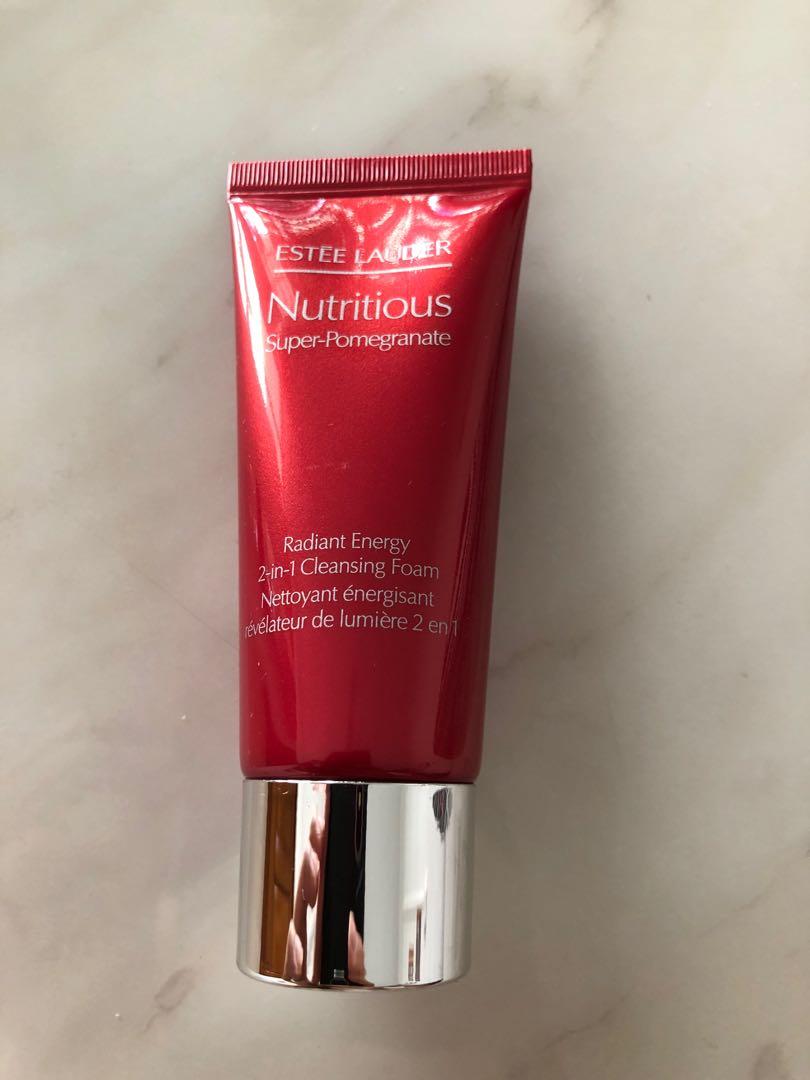 ESTĒE LAUDER
Nutritious
Super-Pomegranate
Radiant Energy
2-in-1 Cleansing Foam
Nettoyant énergisant
révélateur de lumière 2 en 1